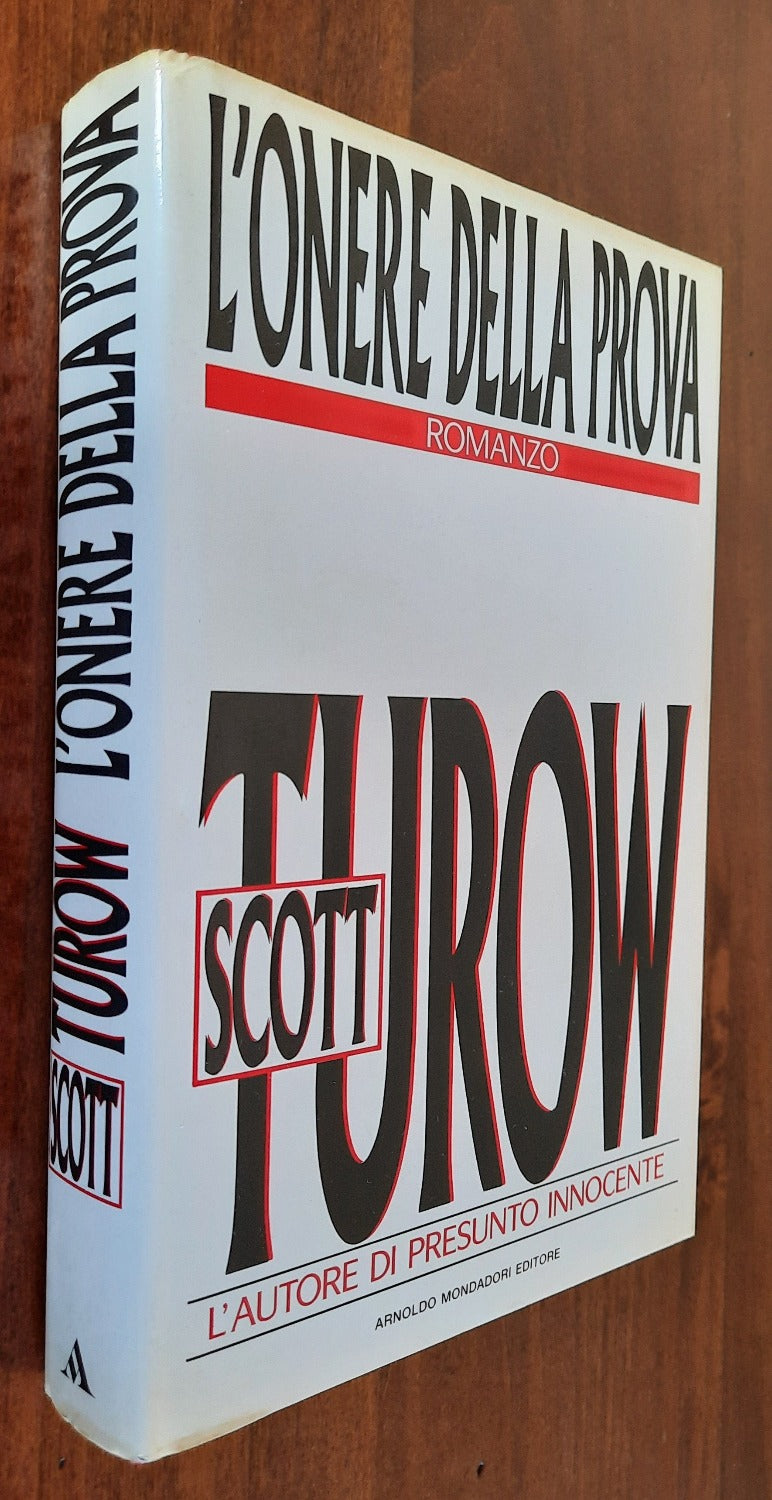 L'ONERE DELLA PROVA
ROMANZO
SCOTT
TUROW
L'AUTORE DI PRESUNTO INNOCENTE
ARNOLDO MONDADORI EDITORE
SCOTT TUROW L'ONERE DELLA PROVA